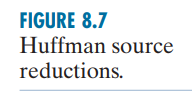 FIGURE 8.7
Huffman source
reductions.